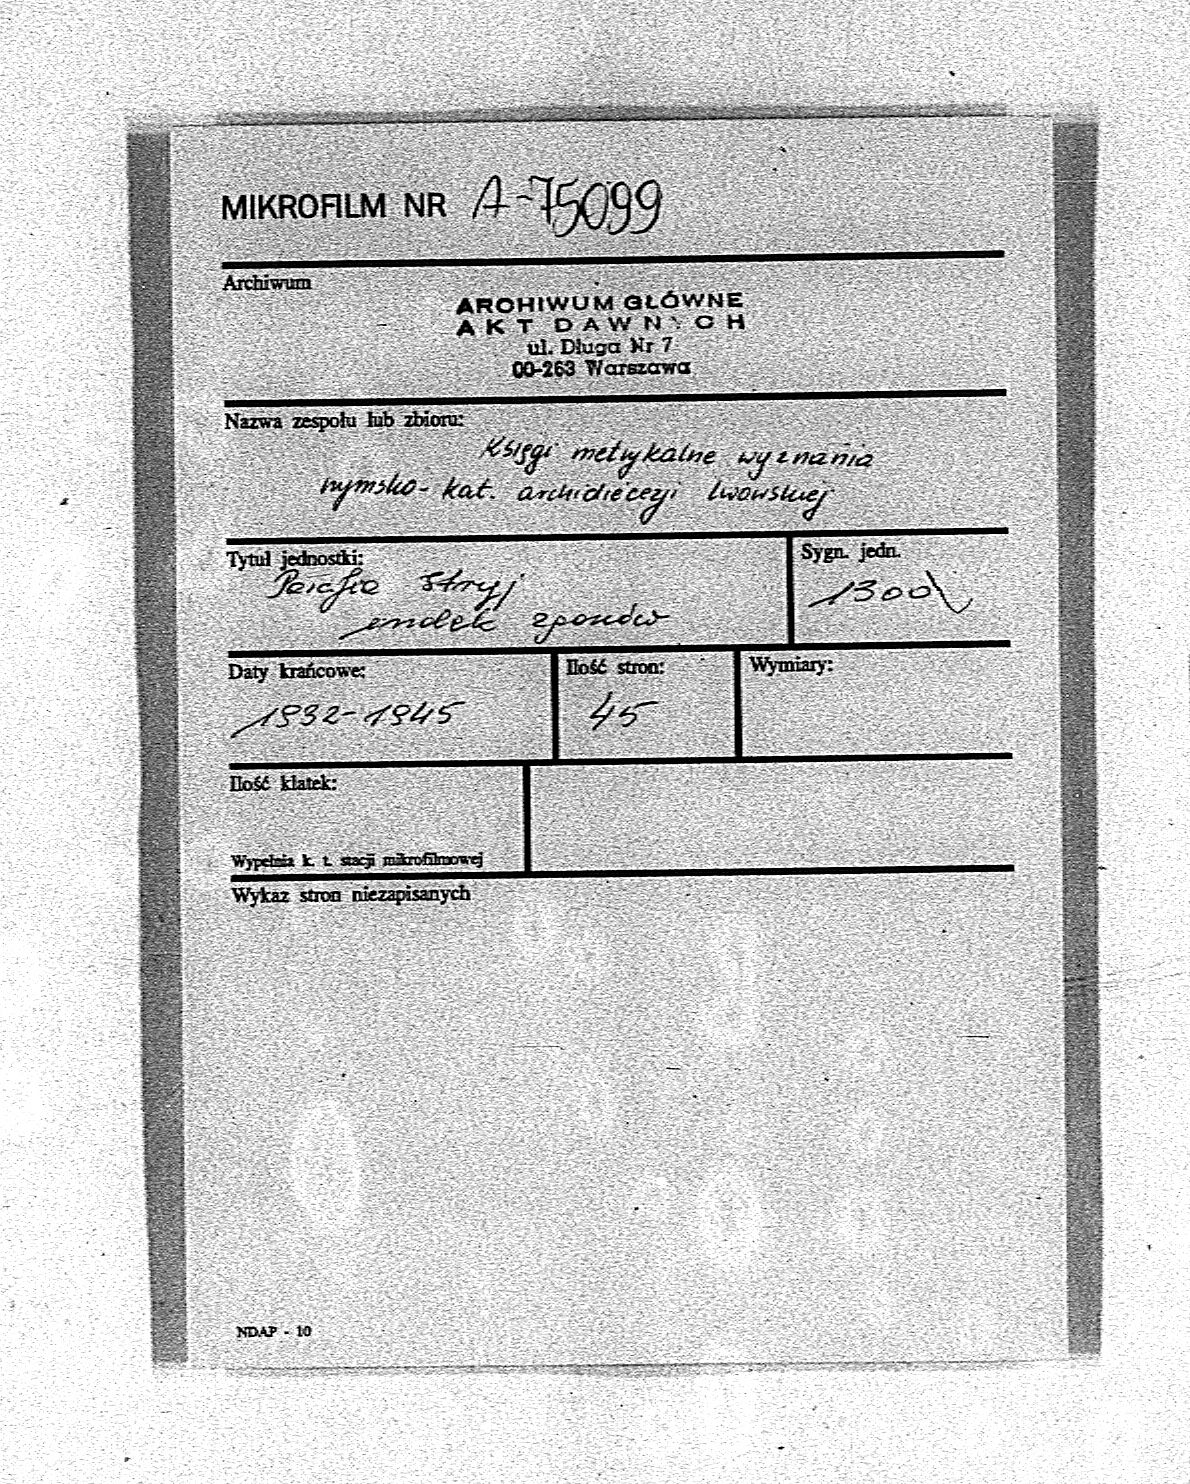 MIKROFILM NR A-75099
Archiwum
ARCHIWUM GŁÓWNE
AKT DAWNYCH
ul. Długa Nr 7
00-263 Warszawa
Nazwa zespołu lub zbioru:
Księgi metrykalne wyznania
rzymsko-kat. archidiecezji lwowskiej
Tytuł jednostki:
Sygn. jedn.
Parafia Stryj
1300
indeks zgonów
Daty krańcowe:
Ilość stron:
Wymiary:
1932-1945
45
Ilość klatek:
Wypełnia k. t. stacji mikrofilmowej
Wykaz stron niezapisanych
NDAP - 10